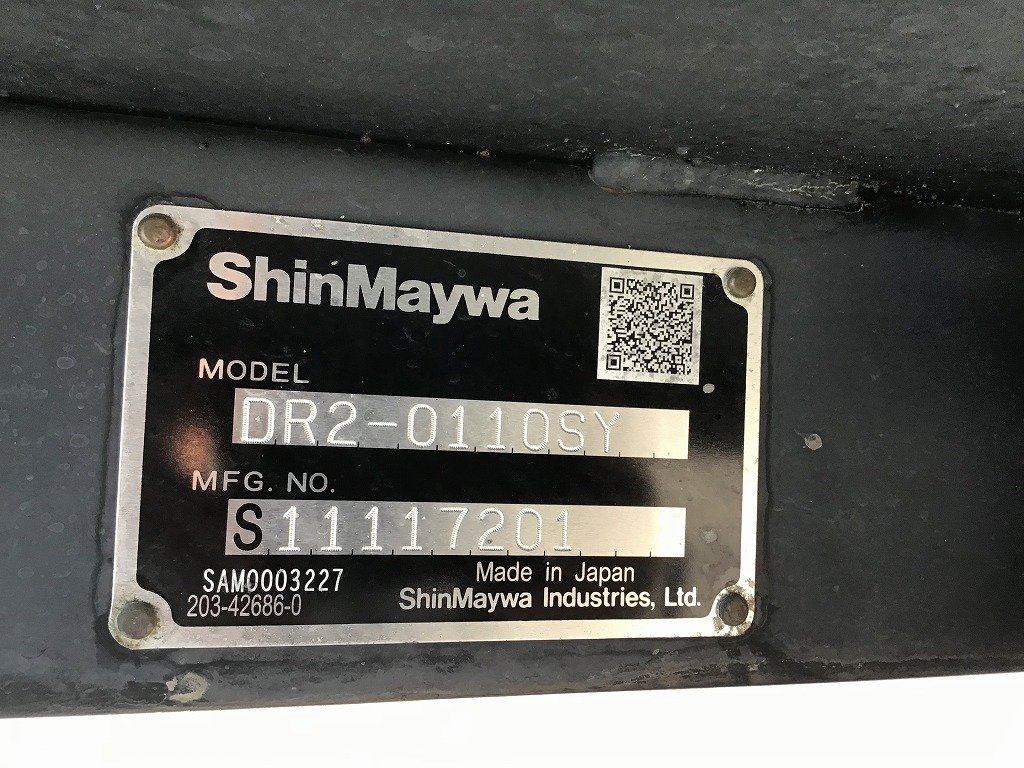 ShinMaywa
MODEL
DR2-0110SY
MFG. NO.
S11117201
SAM0003227
203-42686-0
Made in Japan
ShinMaywa Industries, Ltd.